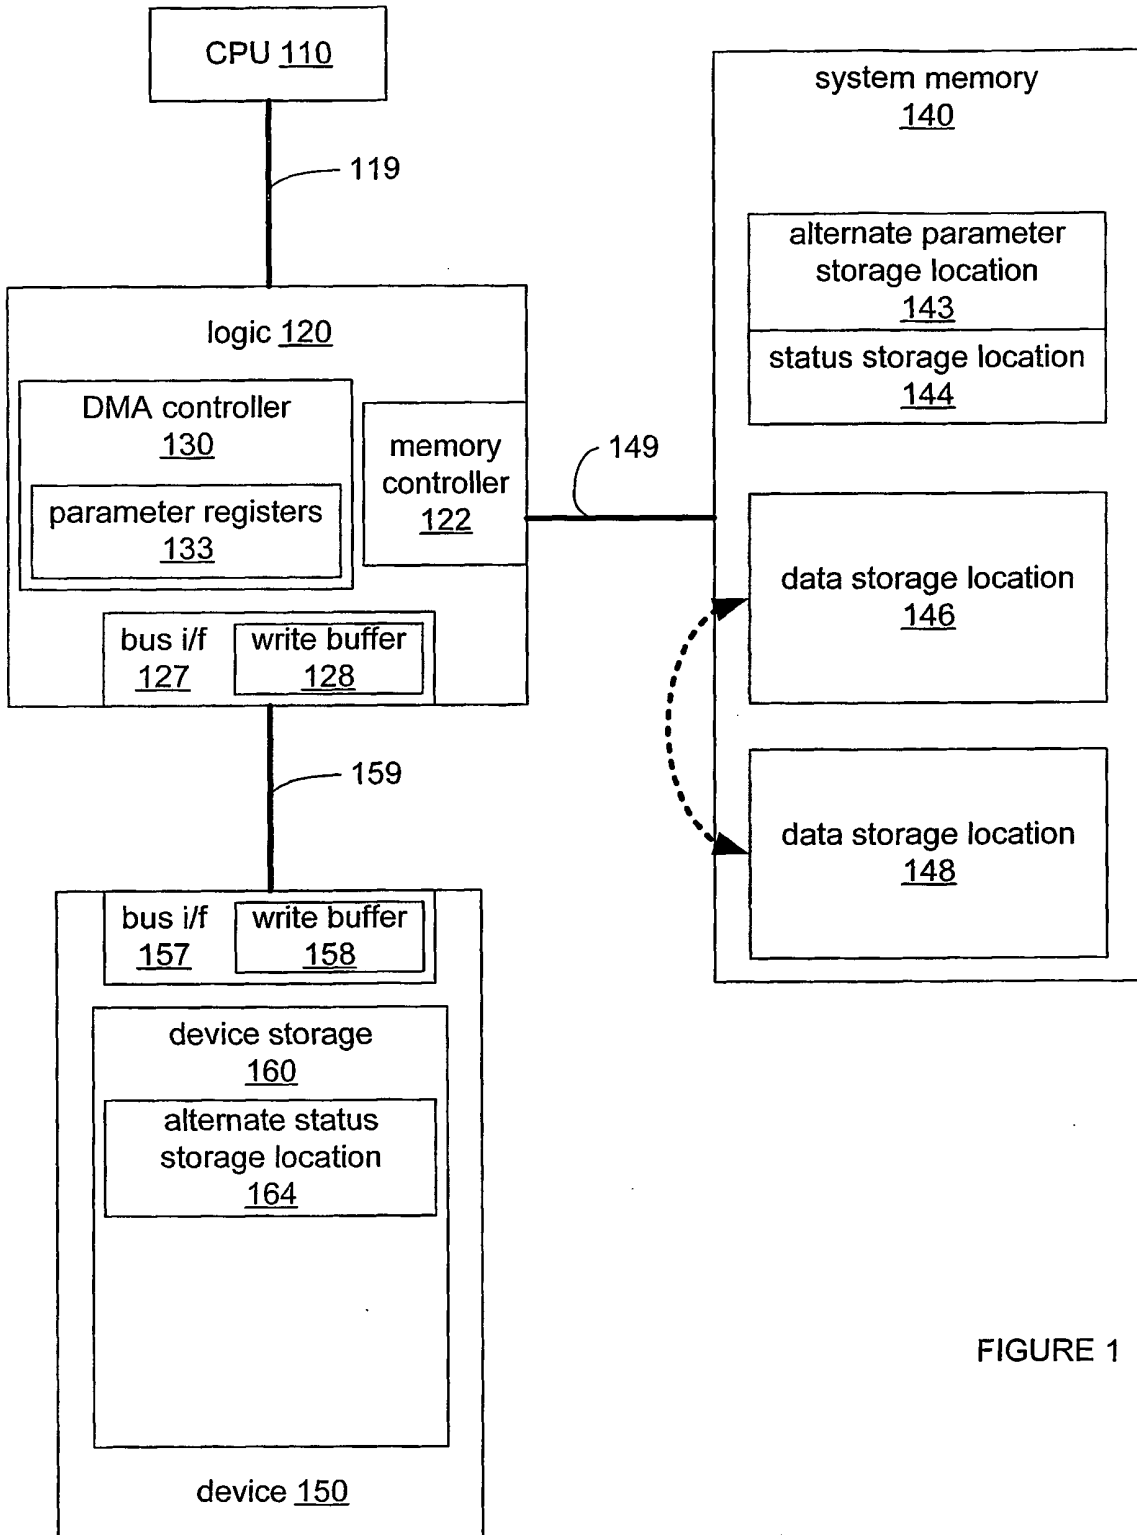 CPU 110
119
logic 120
DMA controller
130
parameter registers
133
memory
controller
122
bus i/f
127
write buffer
128
159
bus i/f
157
write buffer
158
device storage
160
alternate status
storage location
164
device 150
149
system memory
140
alternate parameter
storage location
143
status storage location
144
data storage location
146
data storage location
148
FIGURE 1